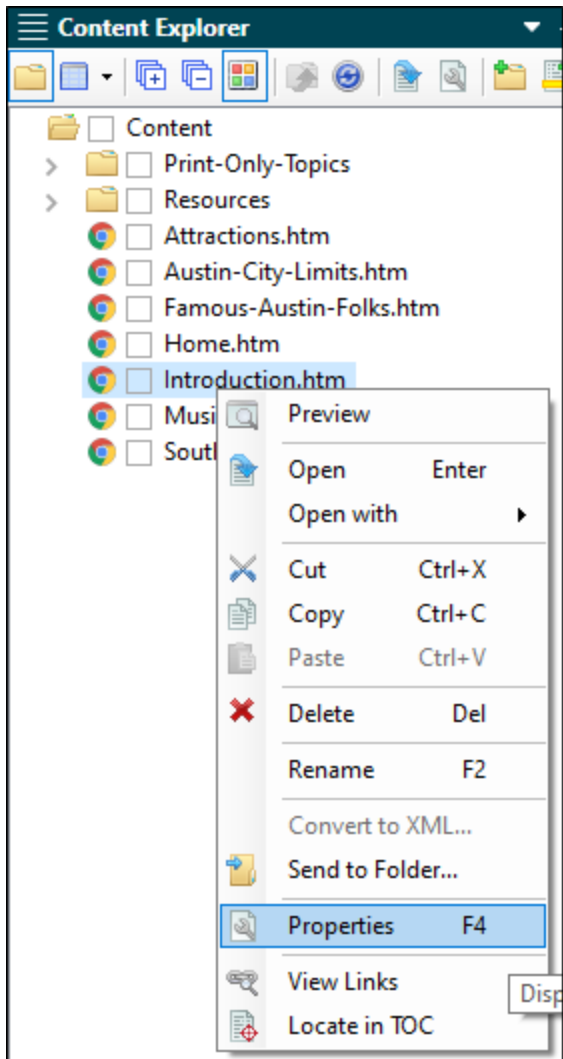 Content Explorer
Content
Print-Only-Topics
Resources
Attractions.htm
Austin-City-Limits.htm
Famous-Austin-Folks.htm
Home.htm
Introduction.htm
Musi
Preview
Open Enter
Open with
Cut Ctrl+X
Copy Ctrl+C
Paste Ctrl+V
Delete Del
Rename F2
Convert to XML...
Send to Folder...
Properties F4
View Links
Disp
Locate in TOC